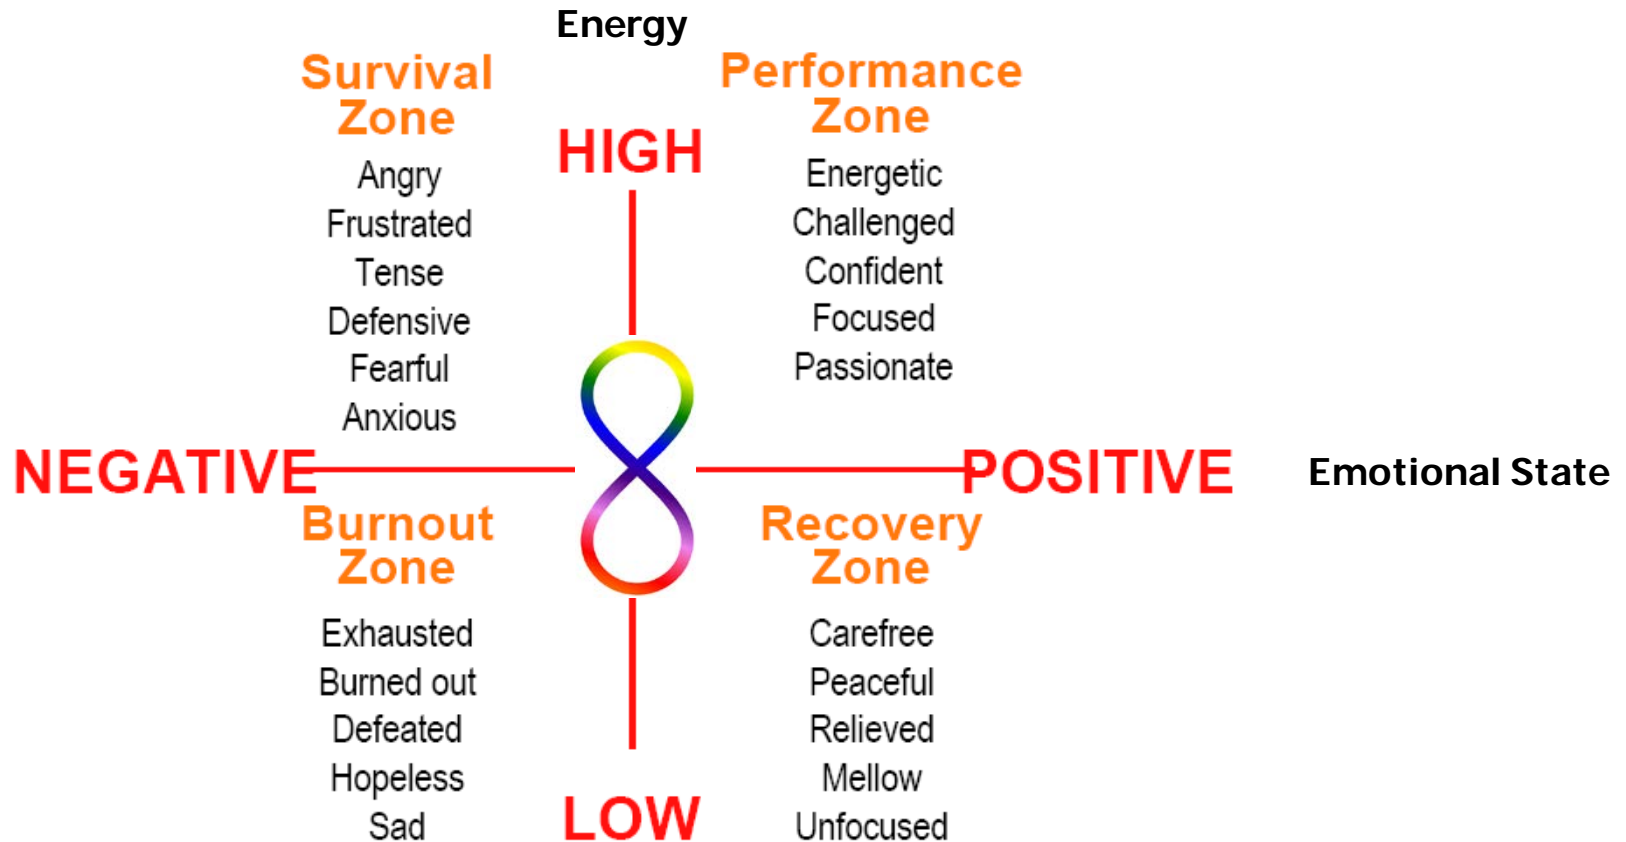 Energy
Survival
Zone
Angry
Frustrated
Tense
Defensive
Fearful
Anxious
HIGH
Performance
Zone
Energetic
Challenged
Confident
Focused
Passionate
NEGATIVE
POSITIVE
Emotional State
Burnout
Zone
Exhausted
Burned out
Defeated
Hopeless
Sad
LOW
Recovery
Zone
Carefree
Peaceful
Relieved
Mellow
Unfocused